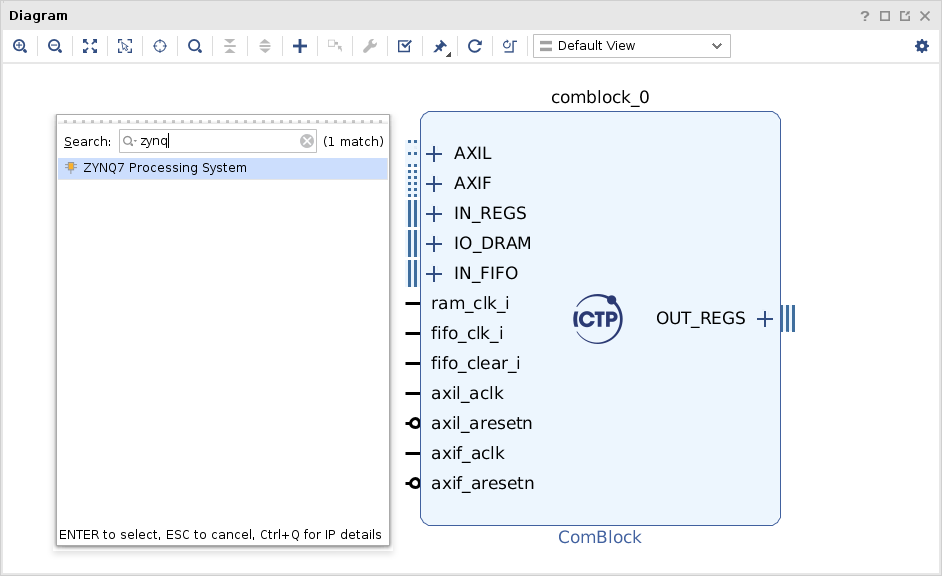 Diagram
?
Default View
comblock_0
Search: zynq (1 match)
ZYNQ7 Processing System
ENTER to select, ESC to cancel, Ctrl+Q for IP details
AXIL
AXIF
IN_REGS
IO_DRAM
IN_FIFO
ram_clk_i
fifo_clk_i
fifo_clear_i
axil_aclk
axil_aresetn
axif_aclk
axif_aresetn
ICTP
OUT_REGS
ComBlock